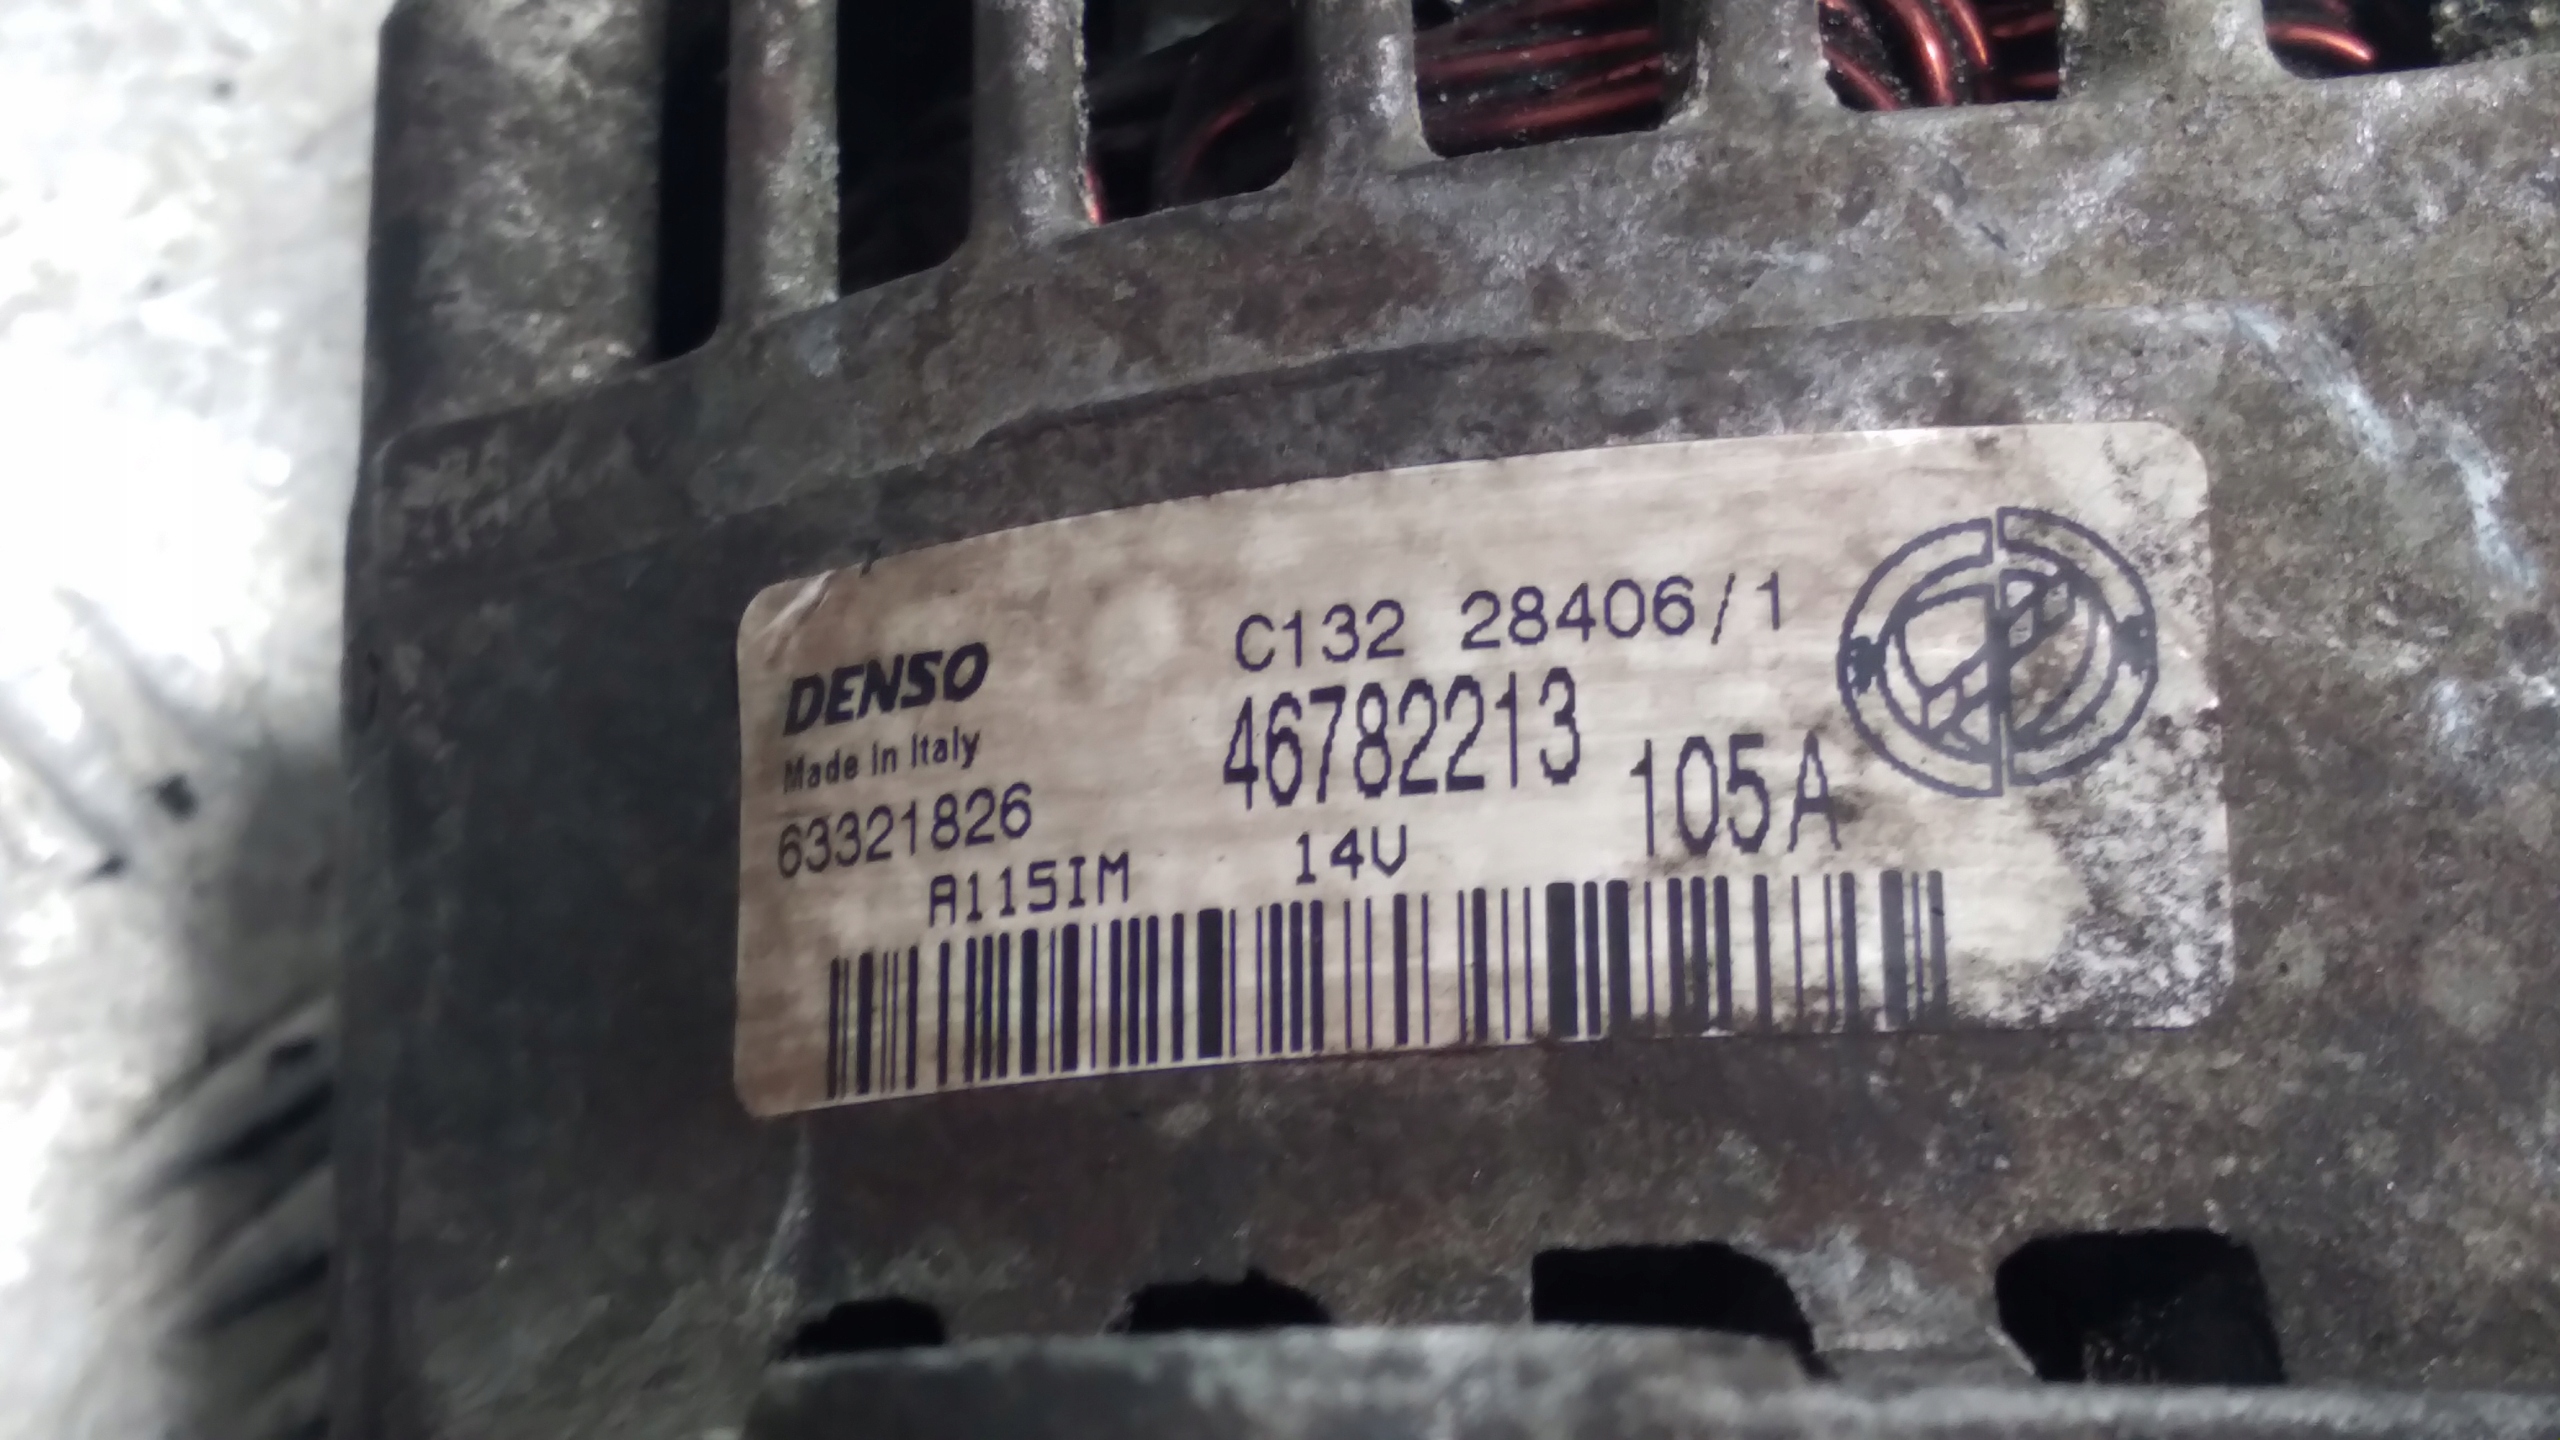 DENSO
Made in Italy
63321826
C132 28406/1
46782213
105A
A115IM 14V